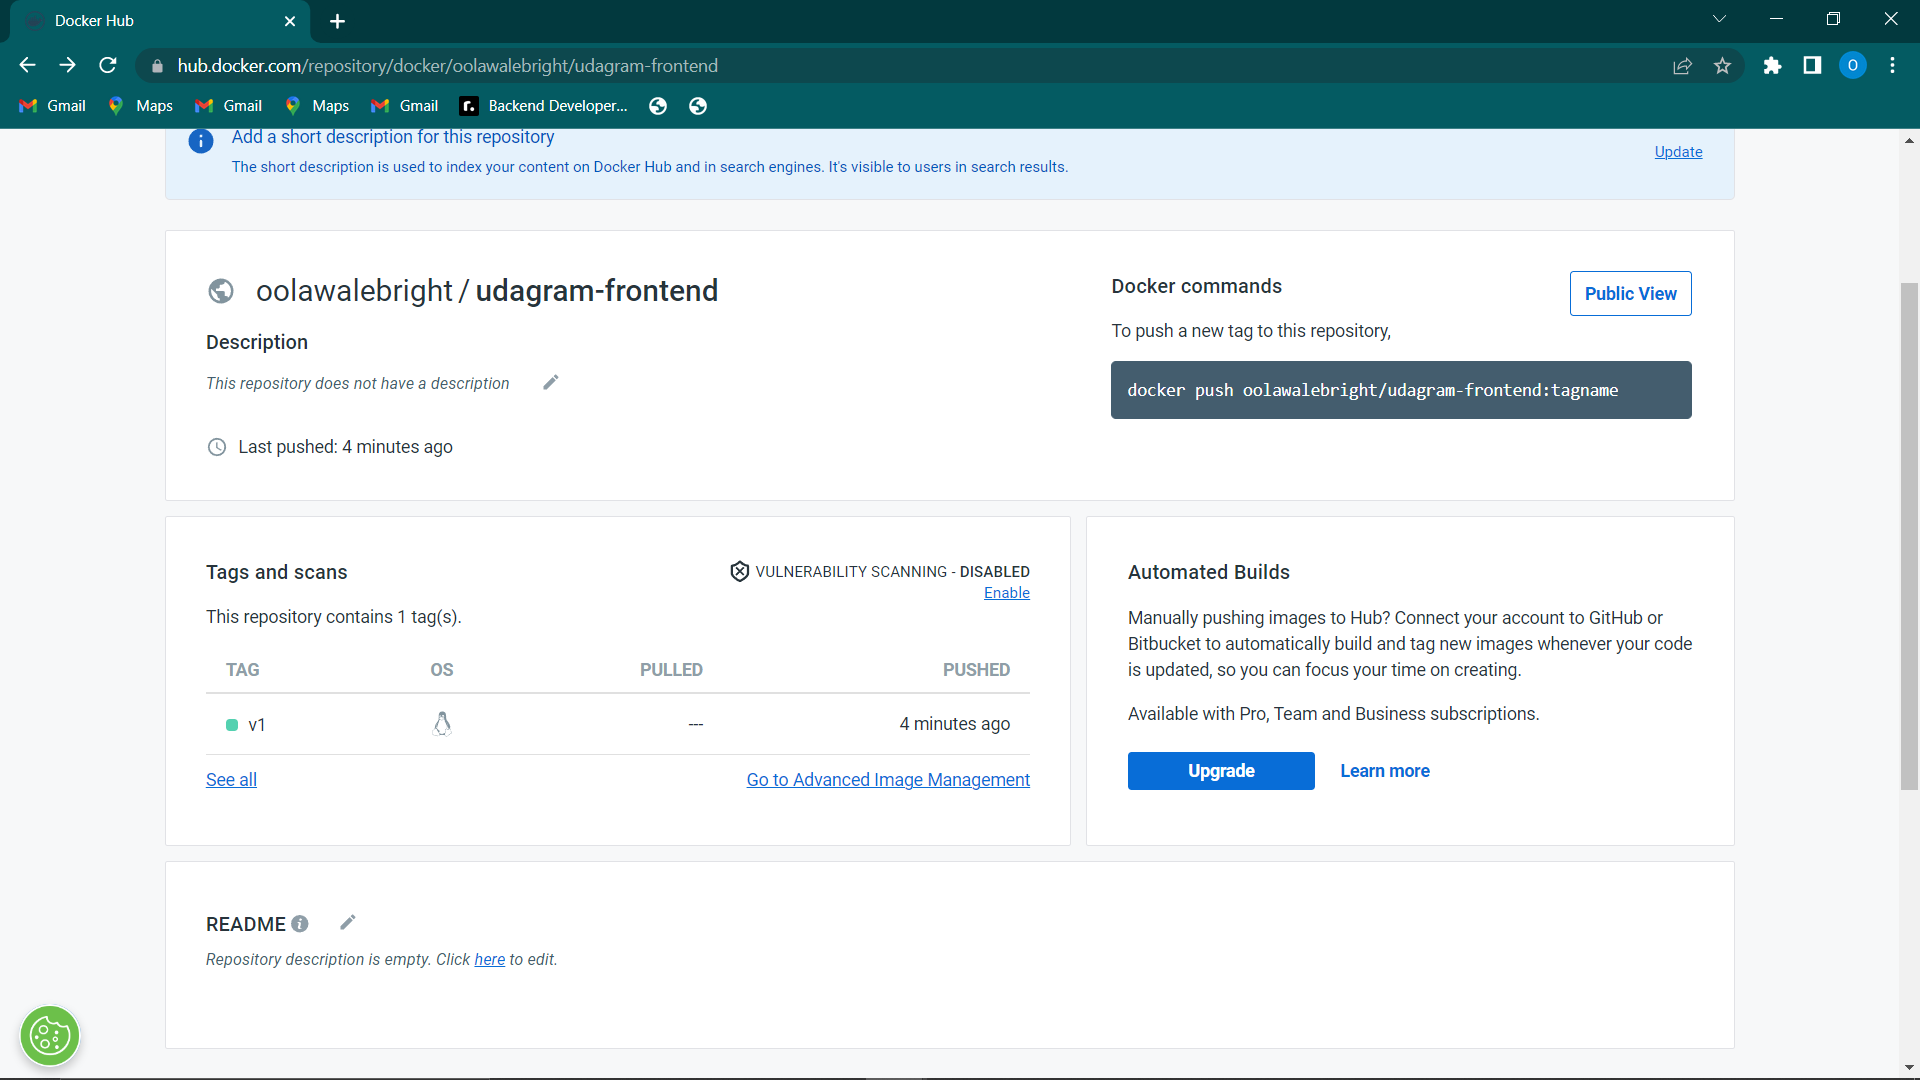 Docker Hub
hub.docker.com/repository/docker/oolawalebright/udagram-frontend
O
Gmail Maps Gmail Maps Gmail Backend Developer...
Add a short description for this repository
The short description is used to index your content on Docker Hub and in search engines. It's visible to users in search results.
Update
oolawalebright / udagram-frontend
Description
This repository does not have a description
Last pushed: 4 minutes ago
Docker commands
Public View
To push a new tag to this repository,
docker push oolawalebright/udagram-frontend:tagname
Tags and scans
VULNERABILITY SCANNING - DISABLED
Enable
This repository contains 1 tag(s).
TAG OS PULLED PUSHED
v1 --- 4 minutes ago
See all Go to Advanced Image Management
Automated Builds
Manually pushing images to Hub? Connect your account to GitHub or
Bitbucket to automatically build and tag new images whenever your code
is updated, so you can focus your time on creating.
Available with Pro, Team and Business subscriptions.
Upgrade Learn more
README
Repository description is empty. Click here to edit.